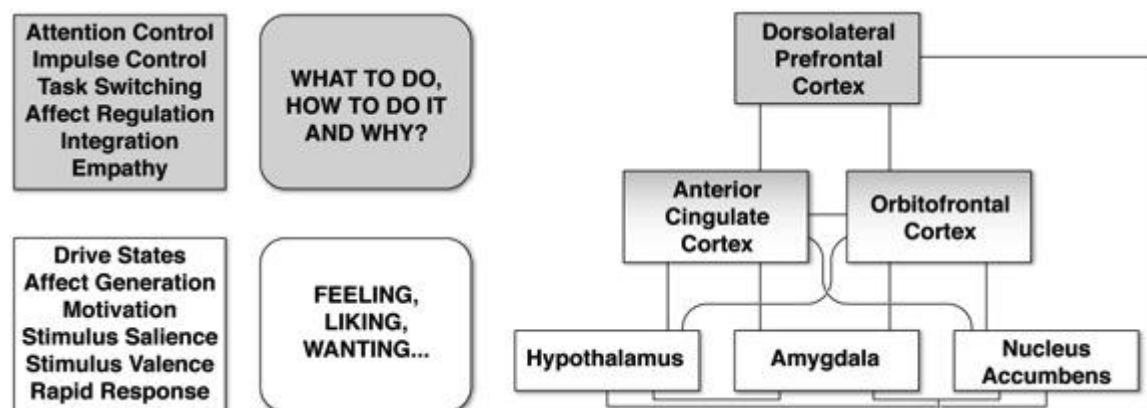 Attention Control
Impulse Control
Task Switching
Affect Regulation
Integration
Empathy
WHAT TO DO,
HOW TO DO IT
AND WHY?
Dorsolateral
Prefrontal
Cortex
Anterior
Cingulate
Cortex
Orbitofrontal
Cortex
Drive States
Affect Generation
Motivation
Stimulus Salience
Stimulus Valence
Rapid Response
FEELING,
LIKING,
WANTING...
Hypothalamus
Amygdala
Nucleus
Accumbens